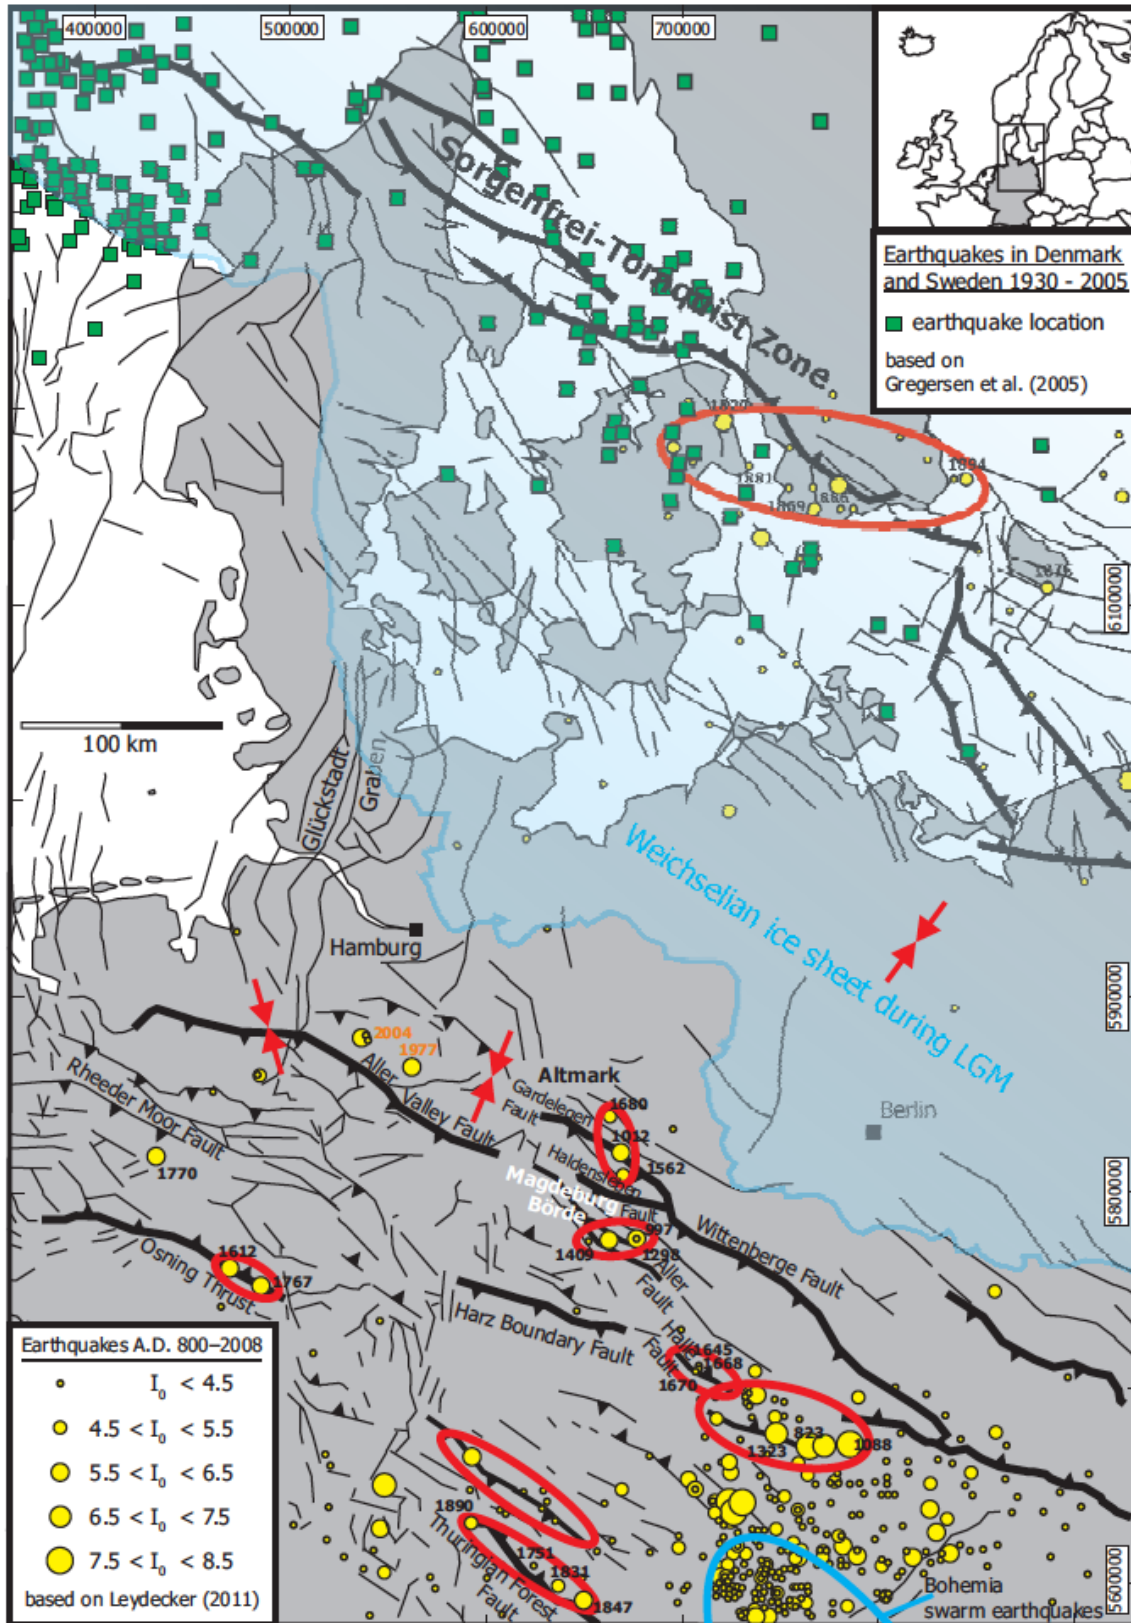 400000
500000
600000
700000
Sorgenfrei-Tornquist Zone
Earthquakes in Denmark
and Sweden 1930 - 2005
earthquake location
based on
Gregersen et al. (2005)
1894
1881
1869
6100000
100 km
Glückstadt
Graben
Weichselian ice sheet during LGM
Hamburg
5900000
2004
1977
Altmark
Aller Valley Fault
Rheeder Moor Fault
Gardelegen
Fault
1680
1012
1562
Berlin
1770
Haldensleben
Fault
Magdeburg
Börde
5800000
997
1409
1298
Wittenberge Fault
Aller
Fault
1612
1767
Osning Thrust
Harz Boundary Fault
Halle
Fault
1645
1668
1670
Earthquakes A.D. 800–2008
I0 < 4.5
4.5 < I0 < 5.5
5.5 < I0 < 6.5
6.5 < I0 < 7.5
7.5 < I0 < 8.5
based on Leydecker (2011)
823
1323
1088
1890
Thuringian Forest
Fault
1751
1831
1847
Bohemia
swarm earthquakes
5600000